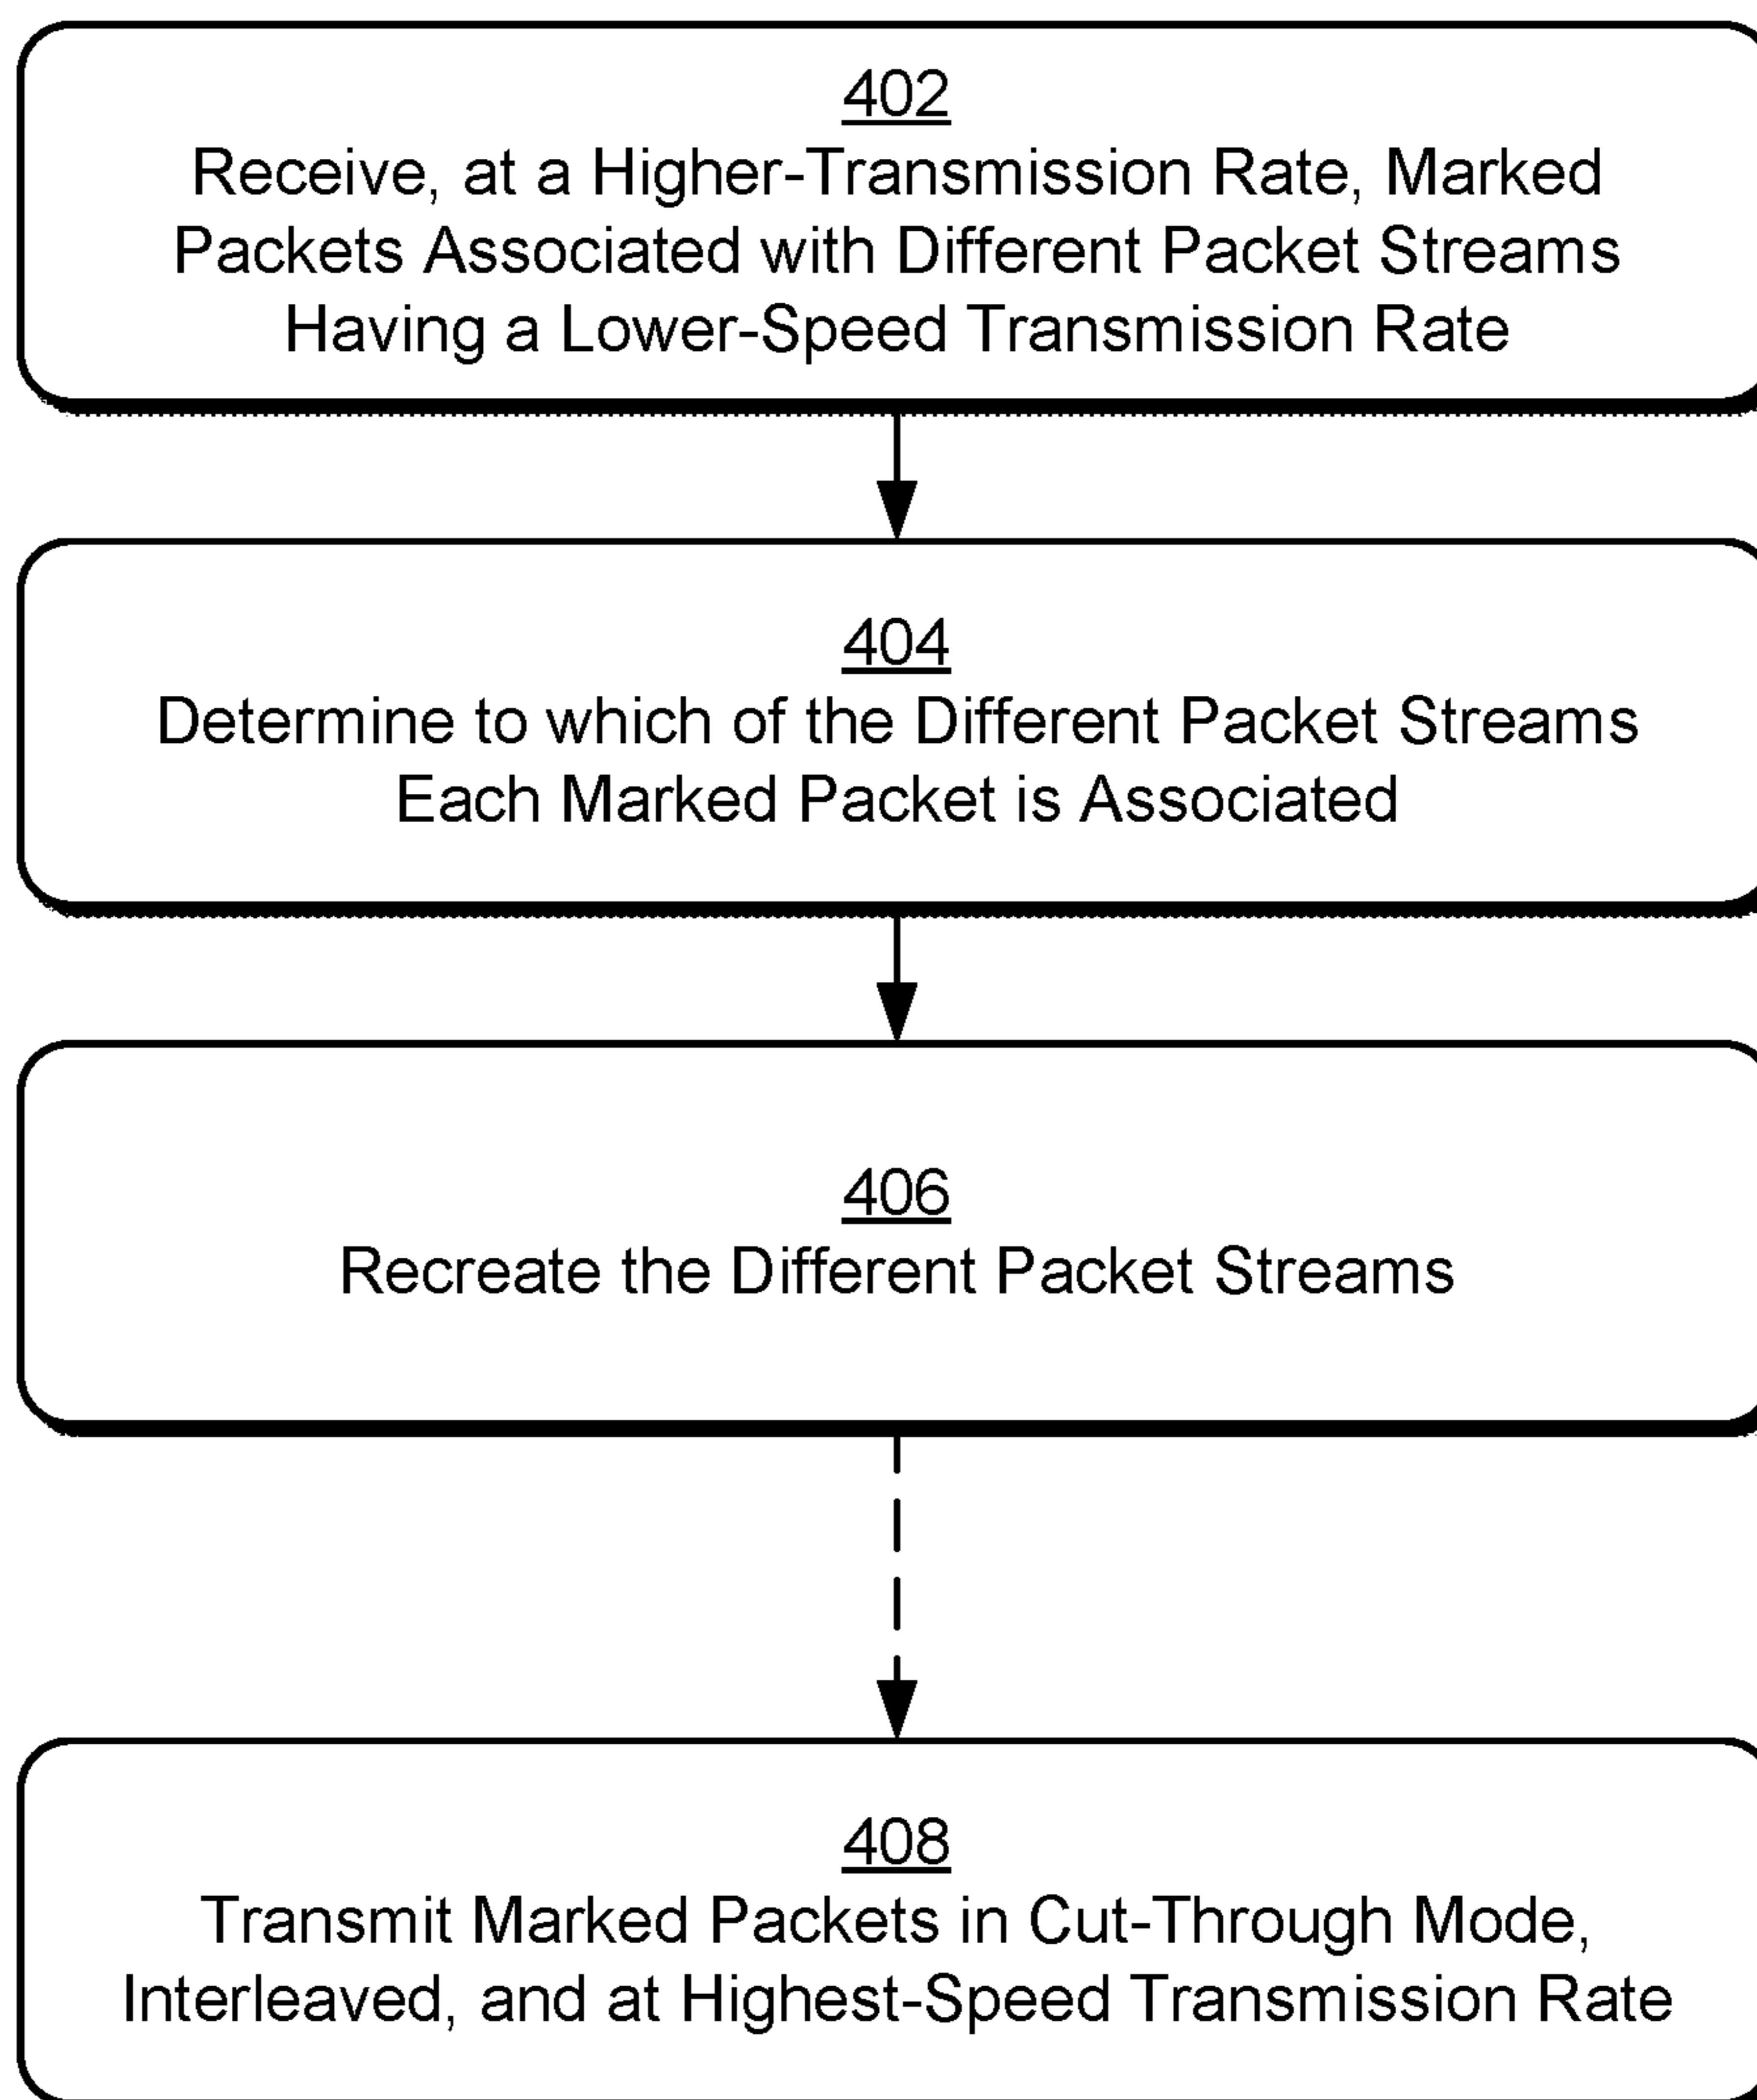 402
Receive, at a Higher-Transmission Rate, Marked
Packets Associated with Different Packet Streams
Having a Lower-Speed Transmission Rate
404
Determine to which of the Different Packet Streams
Each Marked Packet is Associated
406
Recreate the Different Packet Streams
408
Transmit Marked Packets in Cut-Through Mode,
Interleaved, and at Highest-Speed Transmission Rate